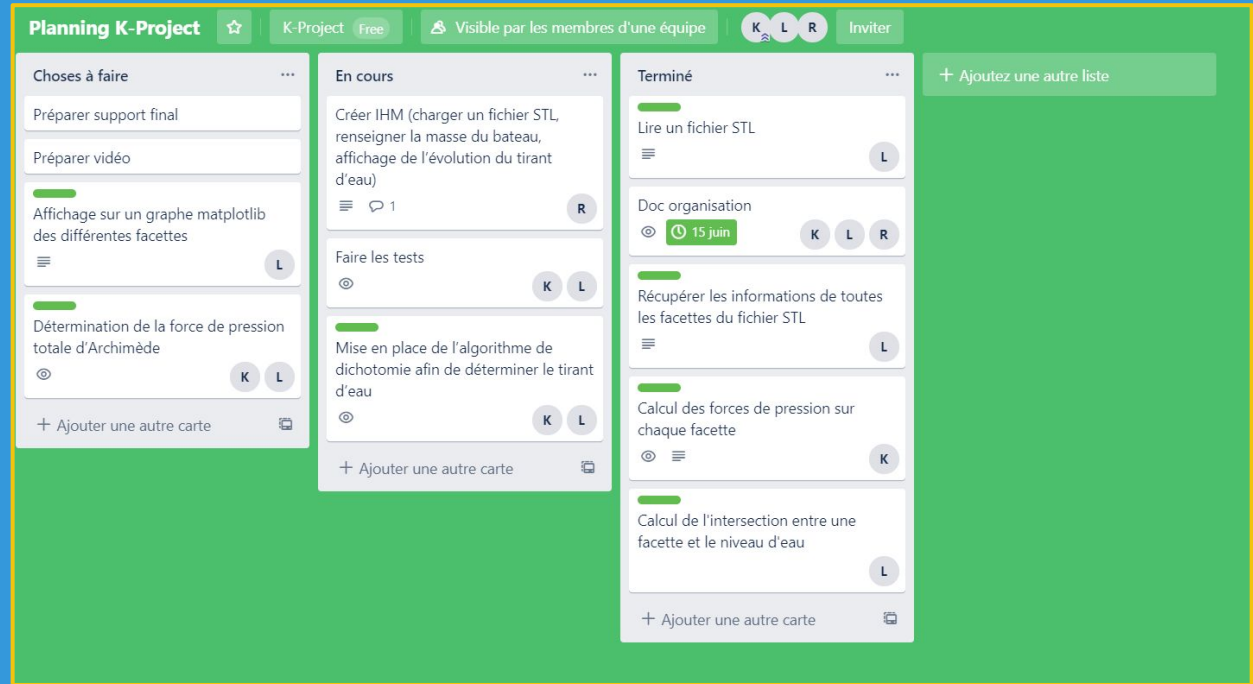 Planning K-Project
K-Project Free
Visible par les membres d'une équipe
K L R
Inviter
Choses à faire
Préparer support final
Préparer vidéo
Affichage sur un graphe matplotlib
des différentes facettes
L
Détermination de la force de pression
totale d'Archimède
K L
+ Ajouter une autre carte
En cours
Créer IHM (charger un fichier STL,
renseigner la masse du bateau,
affichage de l'évolution du tirant
d'eau)
1 R
Faire les tests
K L
Mise en place de l'algorithme de
dichotomie afin de déterminer le tirant
d'eau
K L
+ Ajouter une autre carte
Terminé
Lire un fichier STL
L
Doc organisation
15 juin K L R
Récupérer les informations de toutes
les facettes du fichier STL
L
Calcul des forces de pression sur
chaque facette
K
Calcul de l'intersection entre une
facette et le niveau d'eau
L
+ Ajouter une autre carte
+ Ajoutez une autre liste